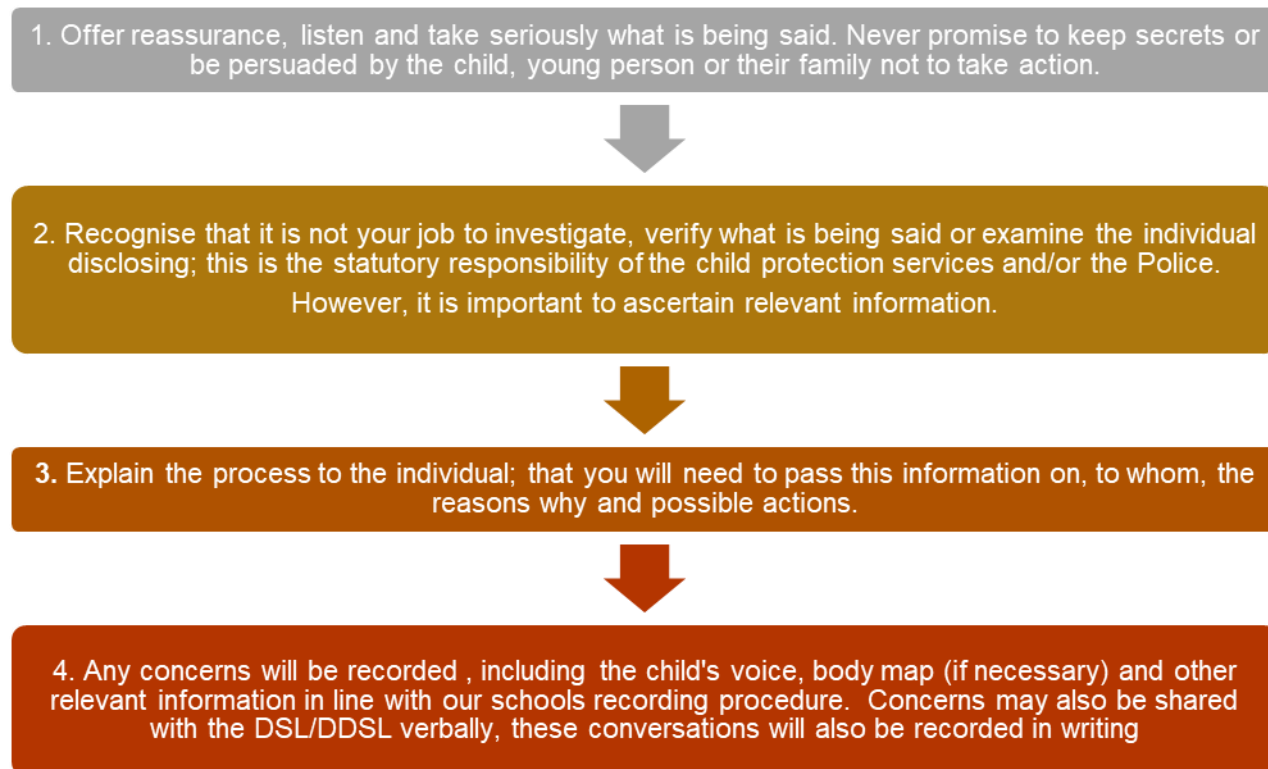 1. Offer reassurance, listen and take seriously what is being said. Never promise to keep secrets or
be persuaded by the child, young person or their family not to take action.
2. Recognise that it is not your job to investigate, verify what is being said or examine the individual
disclosing; this is the statutory responsibility of the child protection services and/or the Police.
However, it is important to ascertain relevant information.
3. Explain the process to the individual; that you will need to pass this information on, to whom, the
reasons why and possible actions.
4. Any concerns will be recorded , including the child's voice, body map (if necessary) and other
relevant information in line with our schools recording procedure. Concerns may also be shared
with the DSL/DDSL verbally, these conversations will also be recorded in writing